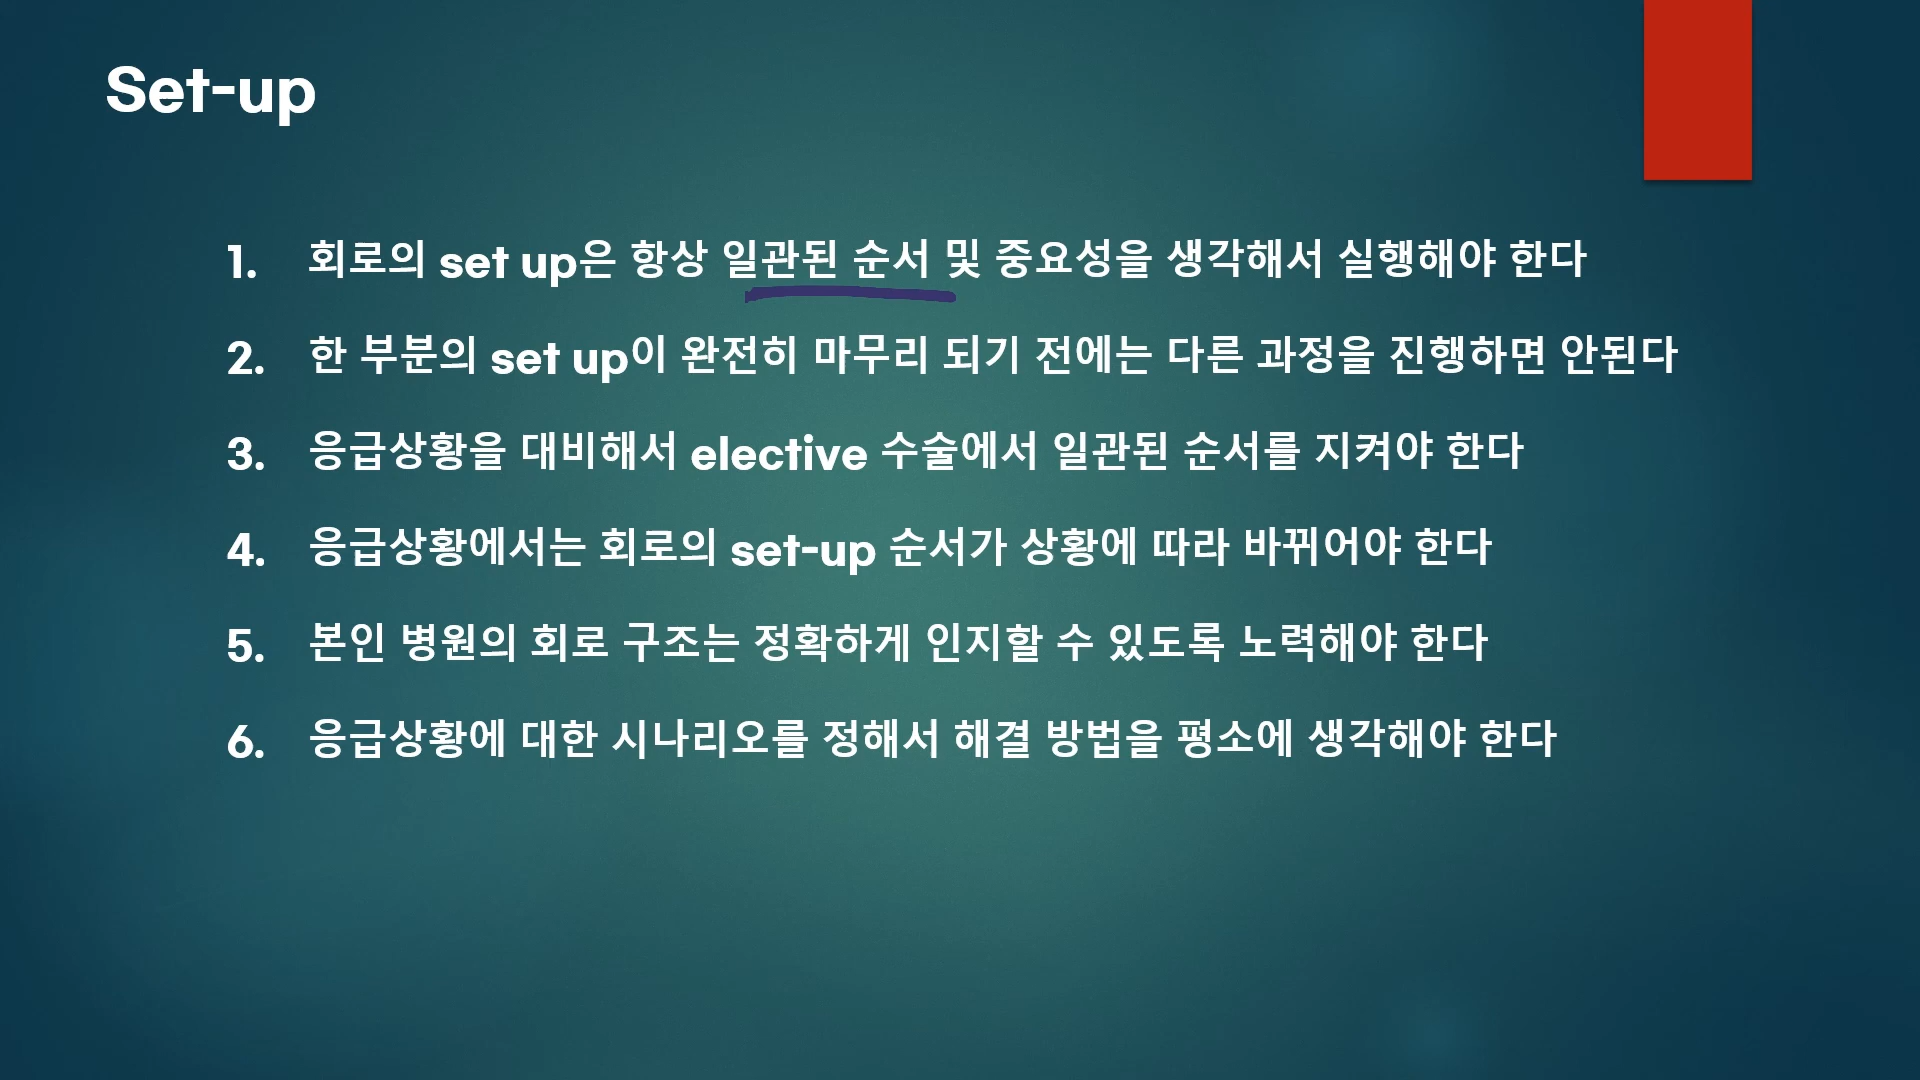 Set-up
1. 회로의 set up은 항상 일관된 순서 및 중요성을 생각해서 실행해야 한다
2. 한 부분의 set up이 완전히 마무리 되기 전에는 다른 과정을 진행하면 안된다
3. 응급상황을 대비해서 elective 수술에서 일관된 순서를 지켜야 한다
4. 응급상황에서는 회로의 set-up 순서가 상황에 따라 바뀌어야 한다
5. 본인 병원의 회로 구조는 정확하게 인지할 수 있도록 노력해야 한다
6. 응급상황에 대한 시나리오를 정해서 해결 방법을 평소에 생각해야 한다